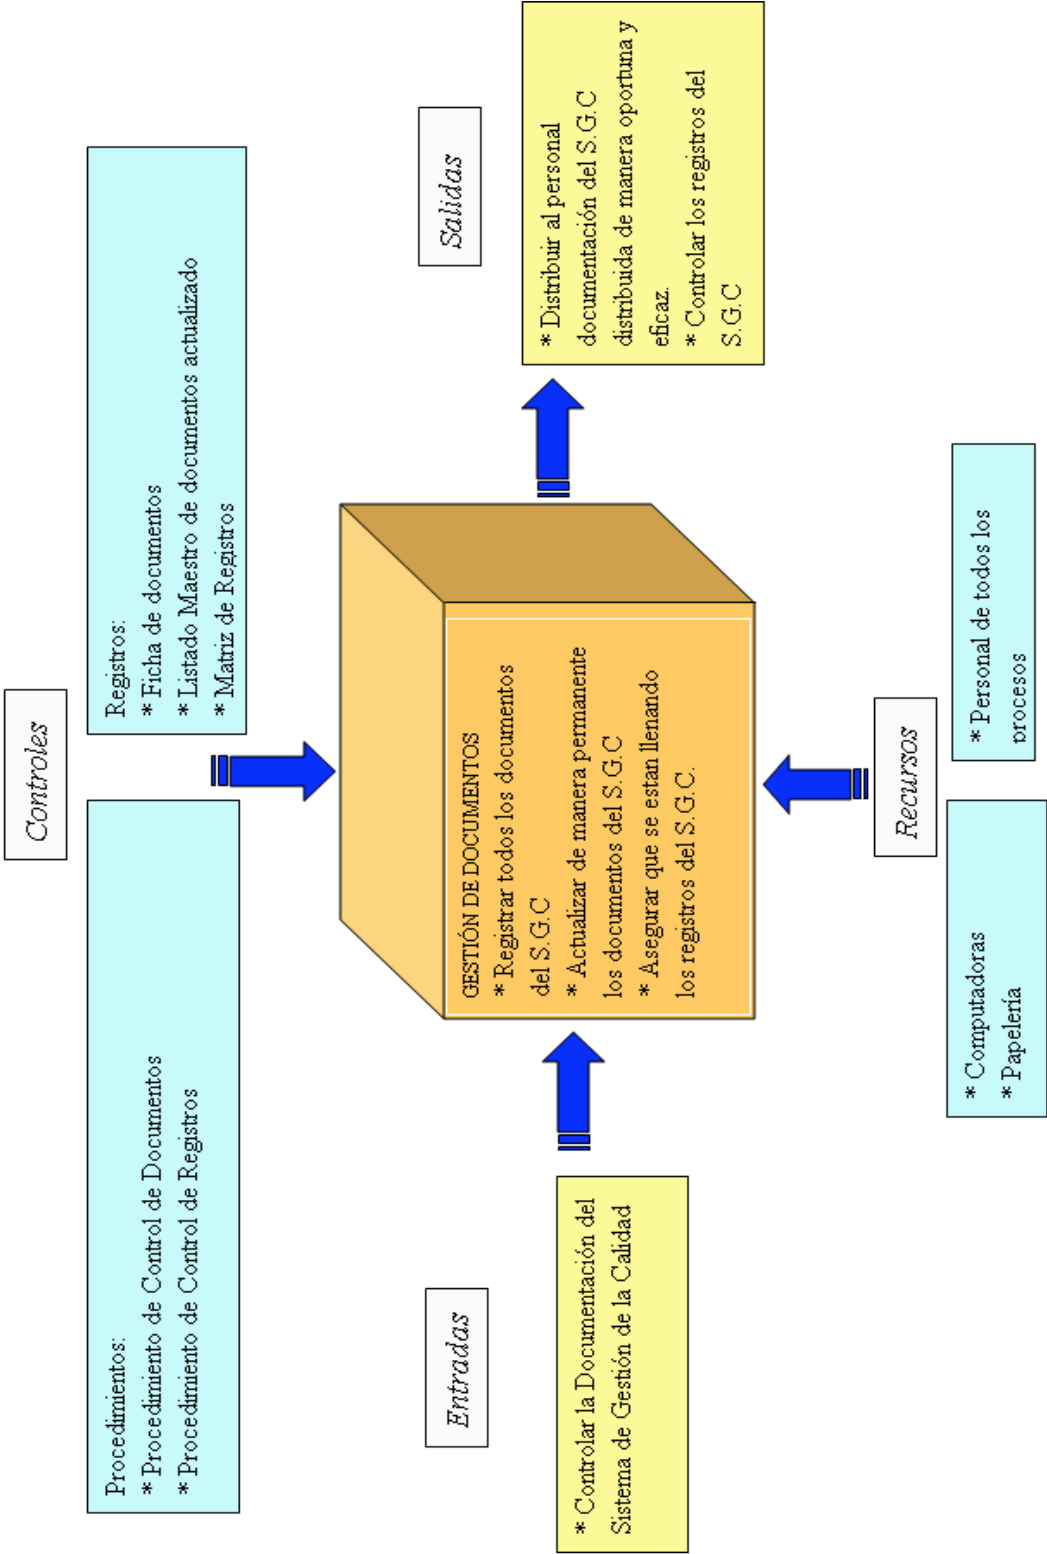 Controles
Procedimientos:
* Procedimiento de Control de Documentos
* Procedimiento de Control de Registros
Registros:
* Ficha de documentos
* Listado Maestro de documentos actualizado
* Matriz de Registros
Entradas
* Controlar la Documentación del
Sistema de Gestión de la Calidad
GESTIÓN DE DOCUMENTOS
* Registrar todos los documentos
del S.G.C
* Actualizar de manera permanente
los documentos del S.G.C
* Asegurar que se estan llenando
los registros del S.G.C.
Salidas
* Distribuir al personal
documentación del S.G.C
distribuida de manera oportuna y
eficaz.
* Controlar los registros del
S.G.C
Recursos
* Computadoras
* Papelería
* Personal de todos los
procesos